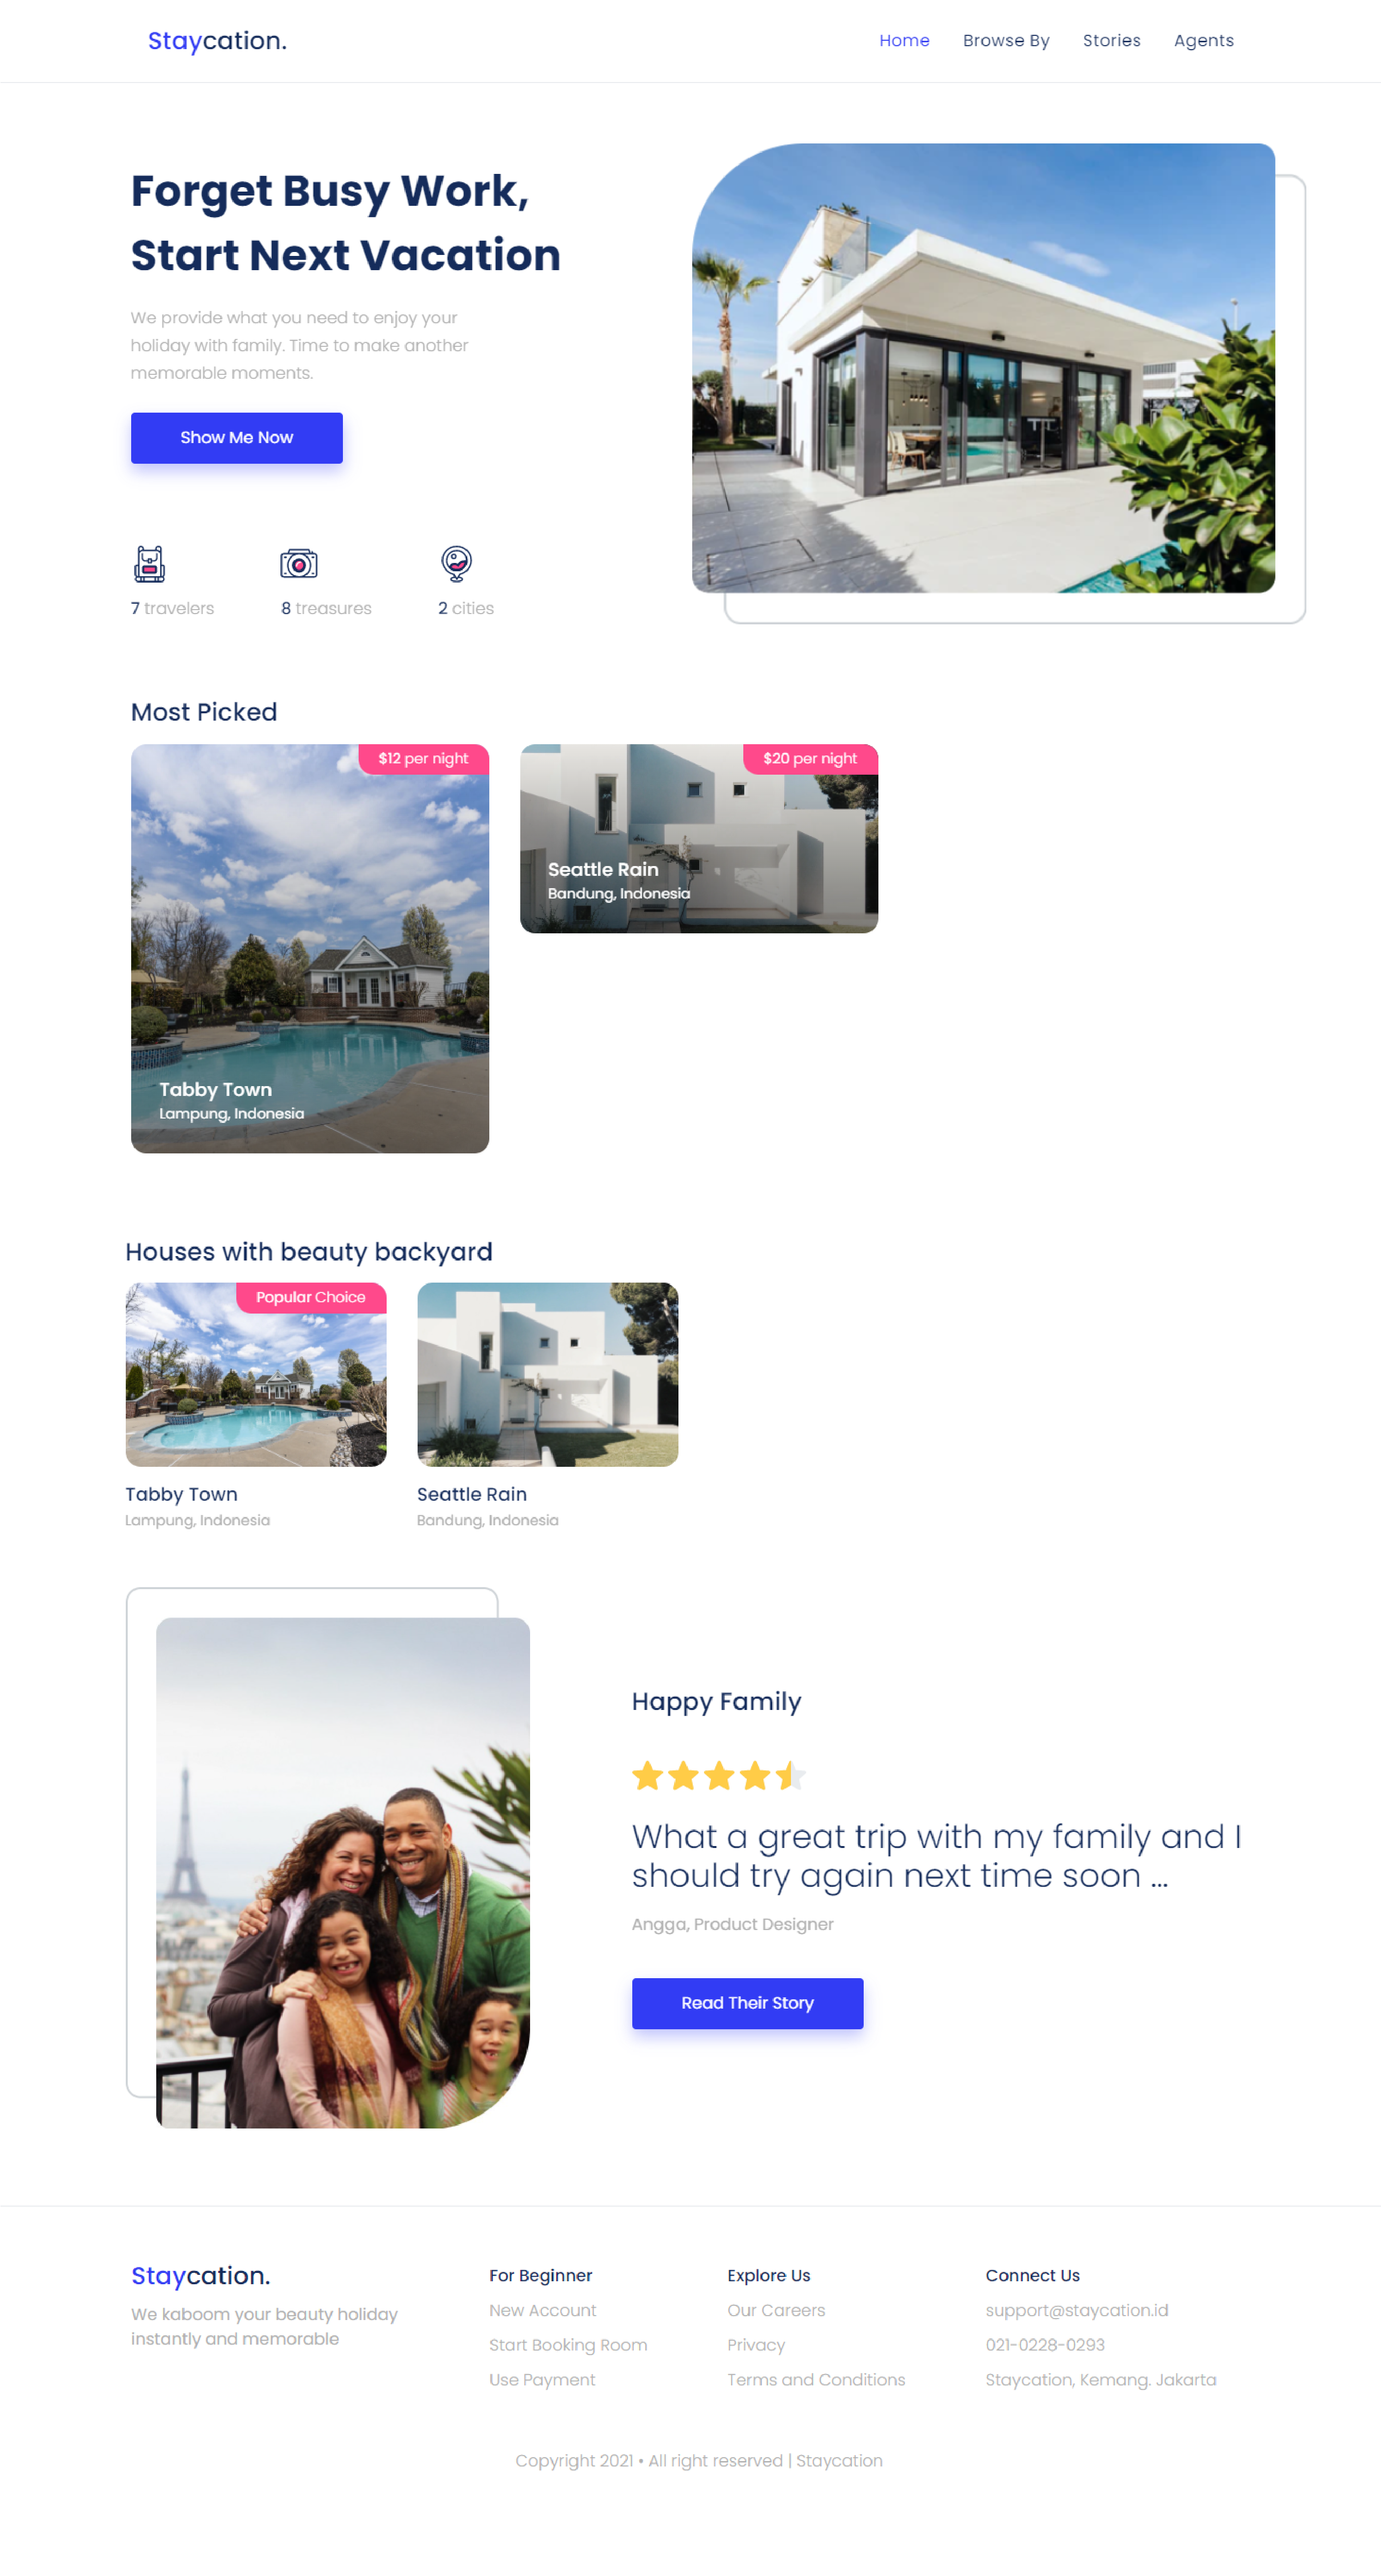 Staycation.
Home Browse By Stories Agents
Forget Busy Work,
Start Next Vacation
We provide what you need to enjoy your
holiday with family. Time to make another
memorable moments.
Show Me Now
7 travelers
8 treasures
2 cities
Most Picked
$12 per night
Tabby Town
Lampung, Indonesia
$20 per night
Seattle Rain
Bandung, Indonesia
Houses with beauty backyard
Popular Choice
Tabby Town
Lampung, Indonesia
Seattle Rain
Bandung, Indonesia
Happy Family
What a great trip with my family and I
should try again next time soon ...
Angga, Product Designer
Read Their Story
Staycation.
We kaboom your beauty holiday
instantly and memorable
For Beginner
New Account
Start Booking Room
Use Payment
Explore Us
Our Careers
Privacy
Terms and Conditions
Connect Us
support@staycation.id
021-0228-0293
Staycation, Kemang. Jakarta
Copyright 2021 • All right reserved | Staycation